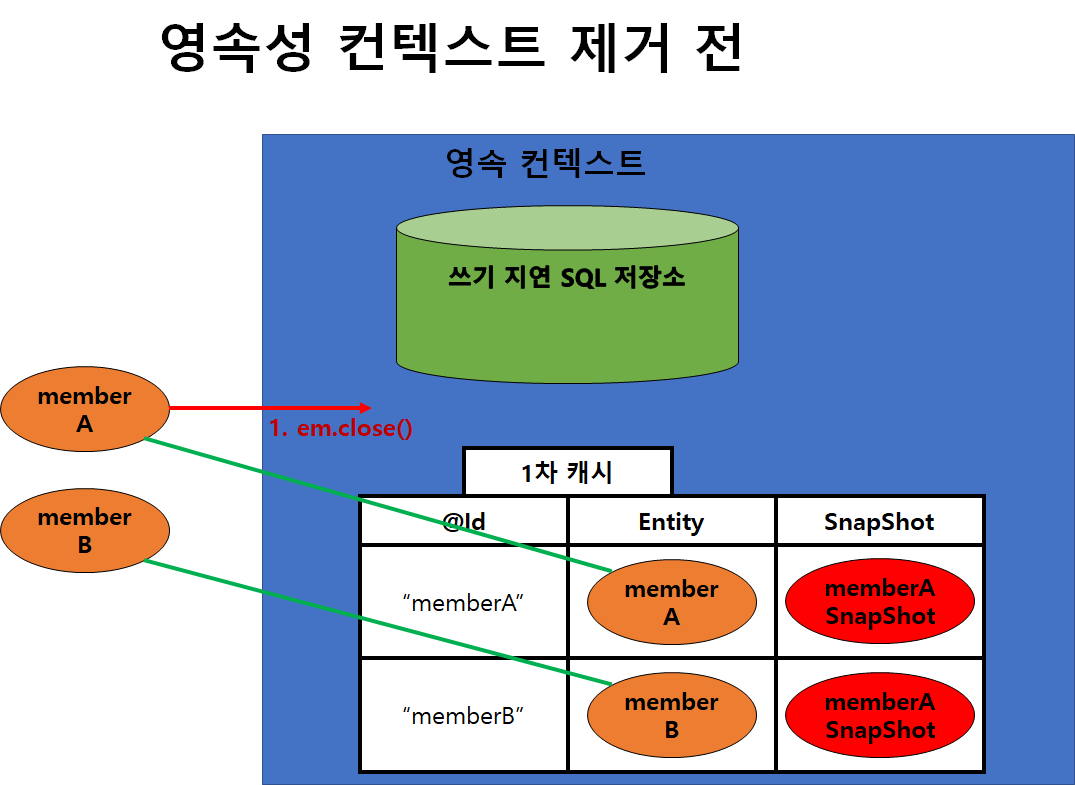 영속성 컨텍스트 제거 전
영속 컨텍스트
쓰기 지연 SQL 저장소
member
A
1. em.close()
member
B
1차 캐시
@Id
Entity
SnapShot
“memberA”
member
A
memberA
SnapShot
“memberB”
member
B
memberA
SnapShot